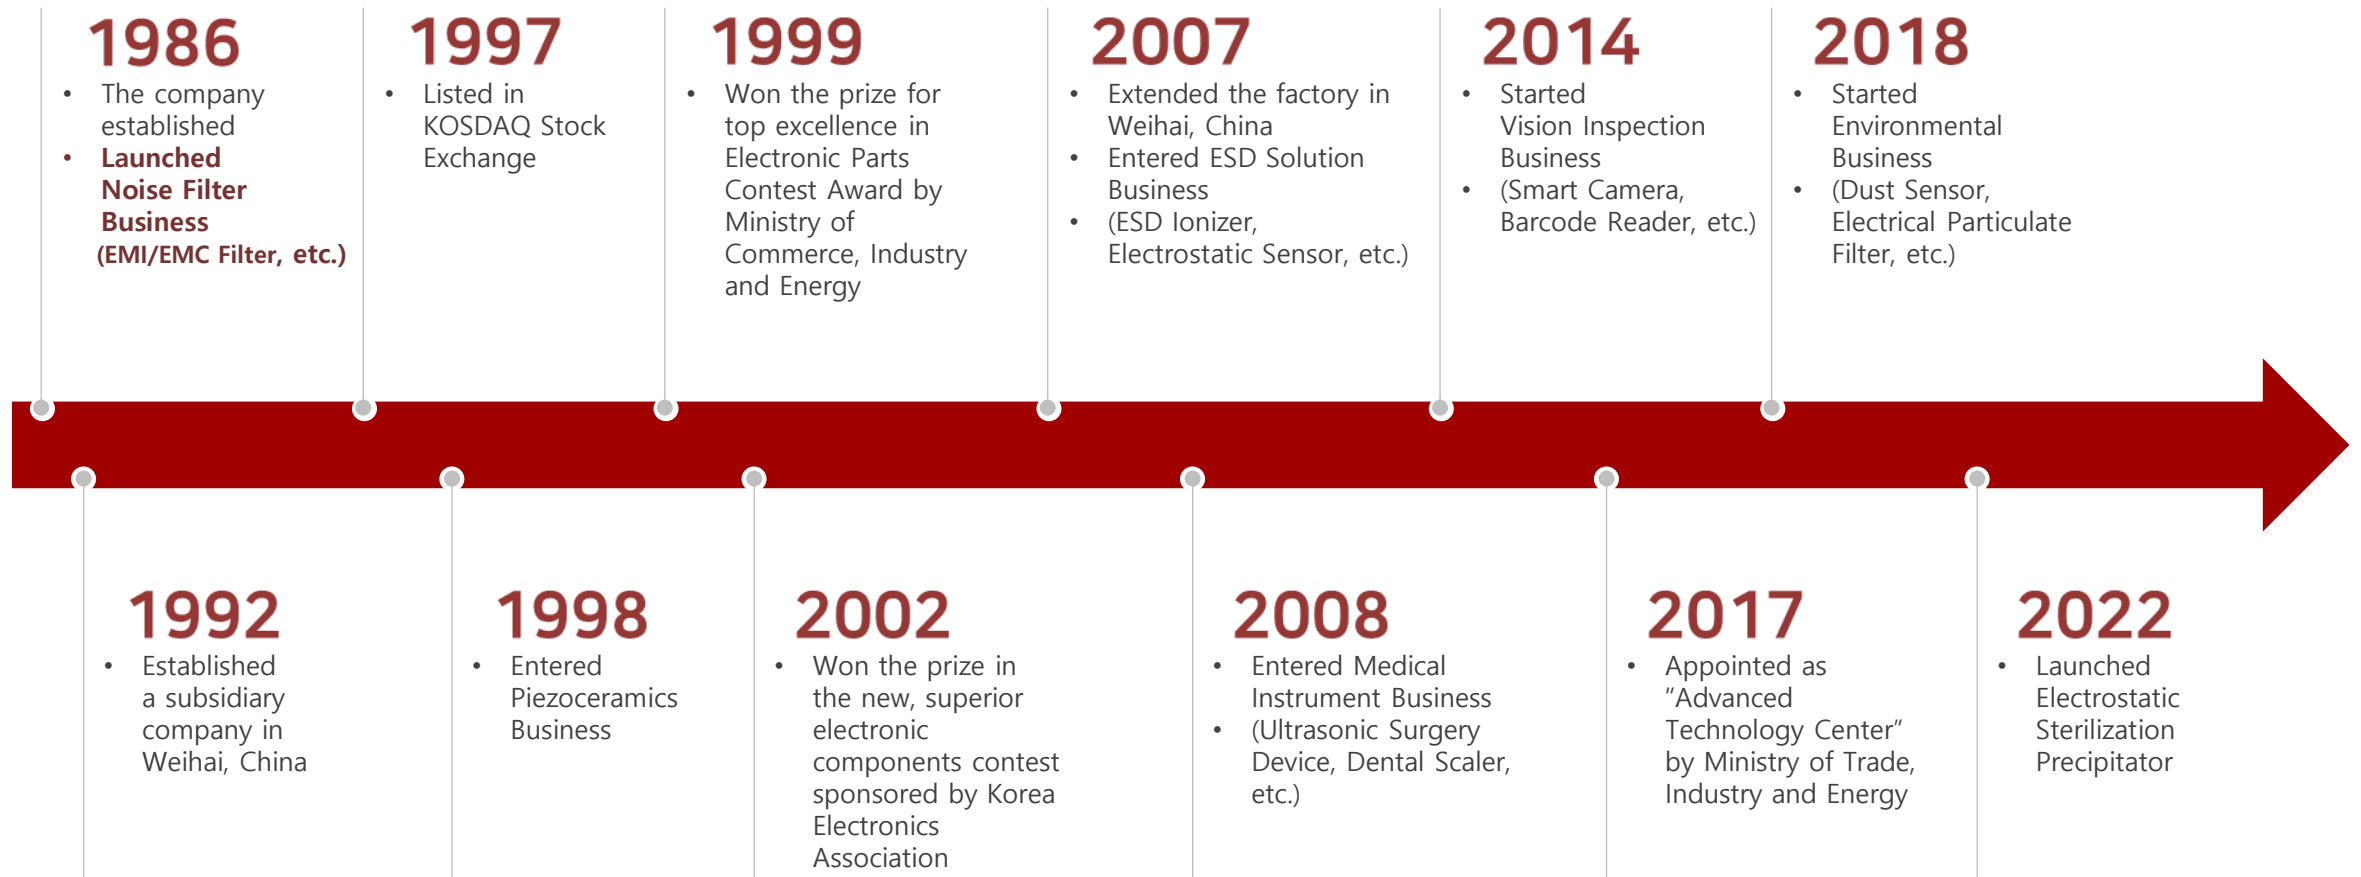 1986
• The company
established
• Launched
Noise Filter
Business
(EMI/EMC Filter, etc.)
1997
• Listed in
KOSDAQ Stock
Exchange
1999
• Won the prize for
top excellence in
Electronic Parts
Contest Award by
Ministry of
Commerce, Industry
and Energy
2007
• Extended the factory in
Weihai, China
• Entered ESD Solution
Business
• (ESD Ionizer,
Electrostatic Sensor, etc.)
2014
• Started
Vision Inspection
Business
• (Smart Camera,
Barcode Reader, etc.)
2018
• Started
Environmental
Business
• (Dust Sensor,
Electrical Particulate
Filter, etc.)
1992
• Established
a subsidiary
company in
Weihai, China
1998
• Entered
Piezoceramics
Business
2002
• Won the prize in
the new, superior
electronic
components contest
sponsored by Korea
Electronics
Association
2008
• Entered Medical
Instrument Business
• (Ultrasonic Surgery
Device, Dental Scaler,
etc.)
2017
• Appointed as
"Advanced
Technology Center"
by Ministry of Trade,
Industry and Energy
2022
• Launched
Electrostatic
Sterilization
Precipitator